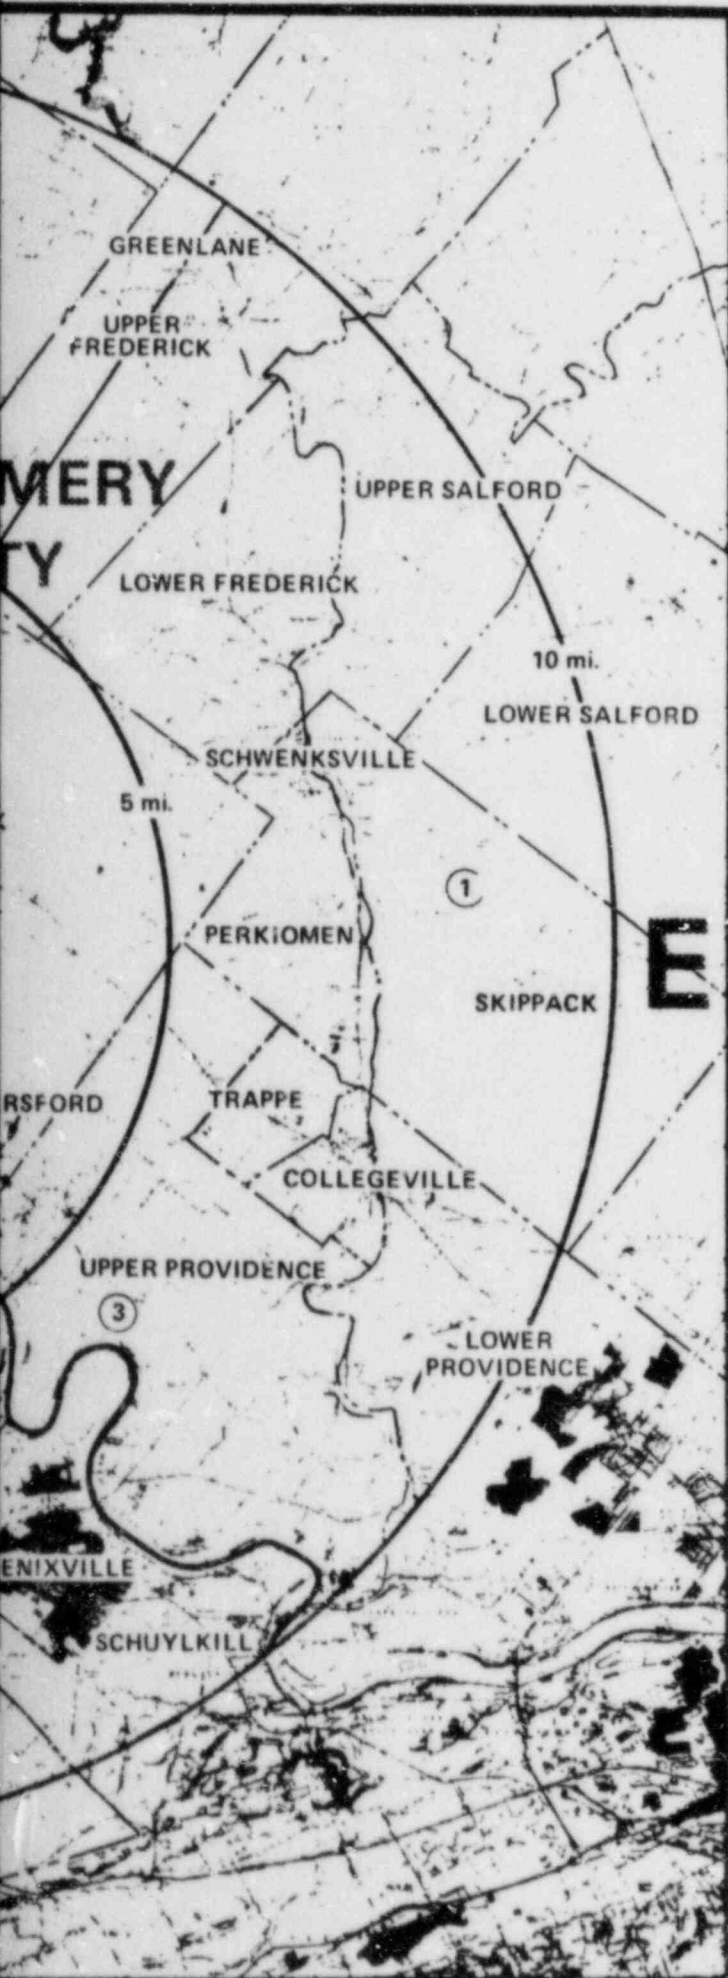 GREENLANE
UPPER
FREDERICK
MERY
TY
UPPER SALFORD
LOWER FREDERICK
10 mi.
LOWER SALFORD
SCHWENKSVILLE
5 mi.
1
PERKIOMEN
E
SKIPPACK
RSFORD
TRAPPE
COLLEGEVILLE
UPPER PROVIDENCE
3
LOWER
PROVIDENCE
ENIXVILLE
SCHUYLKILL